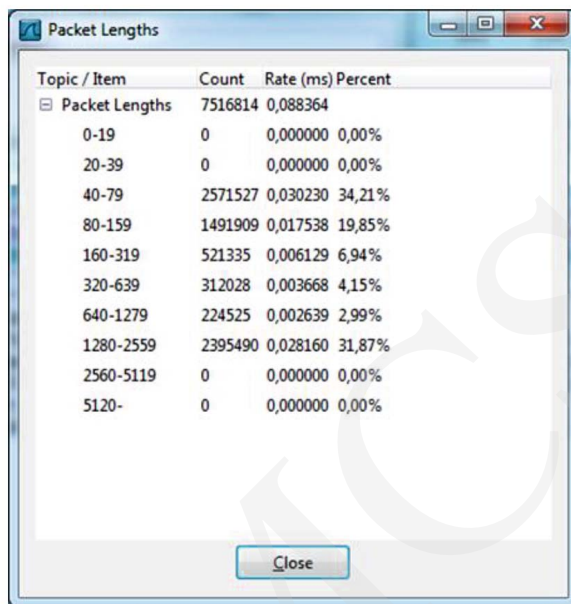 Packet Lengths
Topic / Item Count Rate (ms) Percent
Packet Lengths 7516814 0,088364
0-19 0 0,000000 0,00%
20-39 0 0,000000 0,00%
40-79 2571527 0,030230 34,21%
80-159 1491909 0,017538 19,85%
160-319 521335 0,006129 6,94%
320-639 312028 0,003668 4,15%
640-1279 224525 0,002639 2,99%
1280-2559 2395490 0,028160 31,87%
2560-5119 0 0,000000 0,00%
5120- 0 0,000000 0,00%
Close